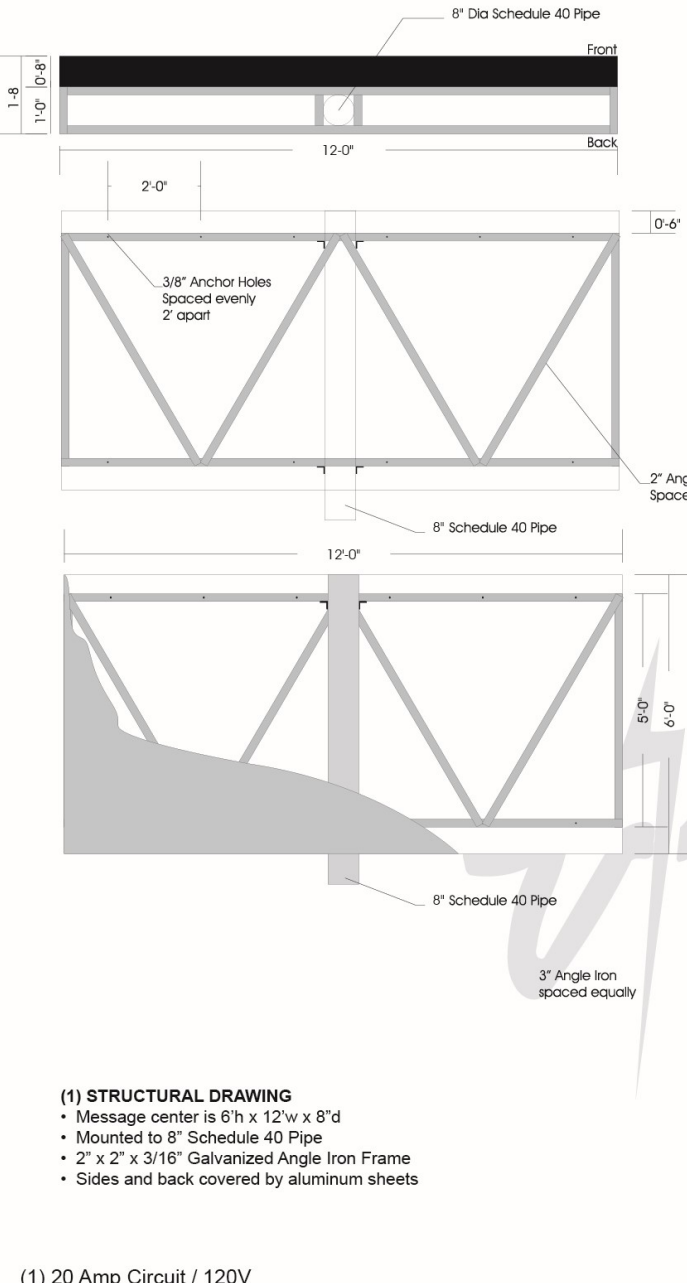 8" Dia Schedule 40 Pipe
Front
0'-8"
1-8
1'-0"
Back
12-0"
2'-0"
0'-6"
3/8" Anchor Holes
Spaced evenly
2' apart
2"
8" Schedule 40 Pipe
12'-0"
5'-0"
6'-0"
8" Schedule 40 Pipe
3" Angle Iron
spaced equally
(1) STRUCTURAL DRAWING
• Message center is 6'h x 12'w x 8"d
• Mounted to 8" Schedule 40 Pipe
• 2" x 2" x 3/16" Galvanized Angle Iron Frame
• Sides and back covered by aluminum sheets
(1) 20 Amp Circuit / 120V